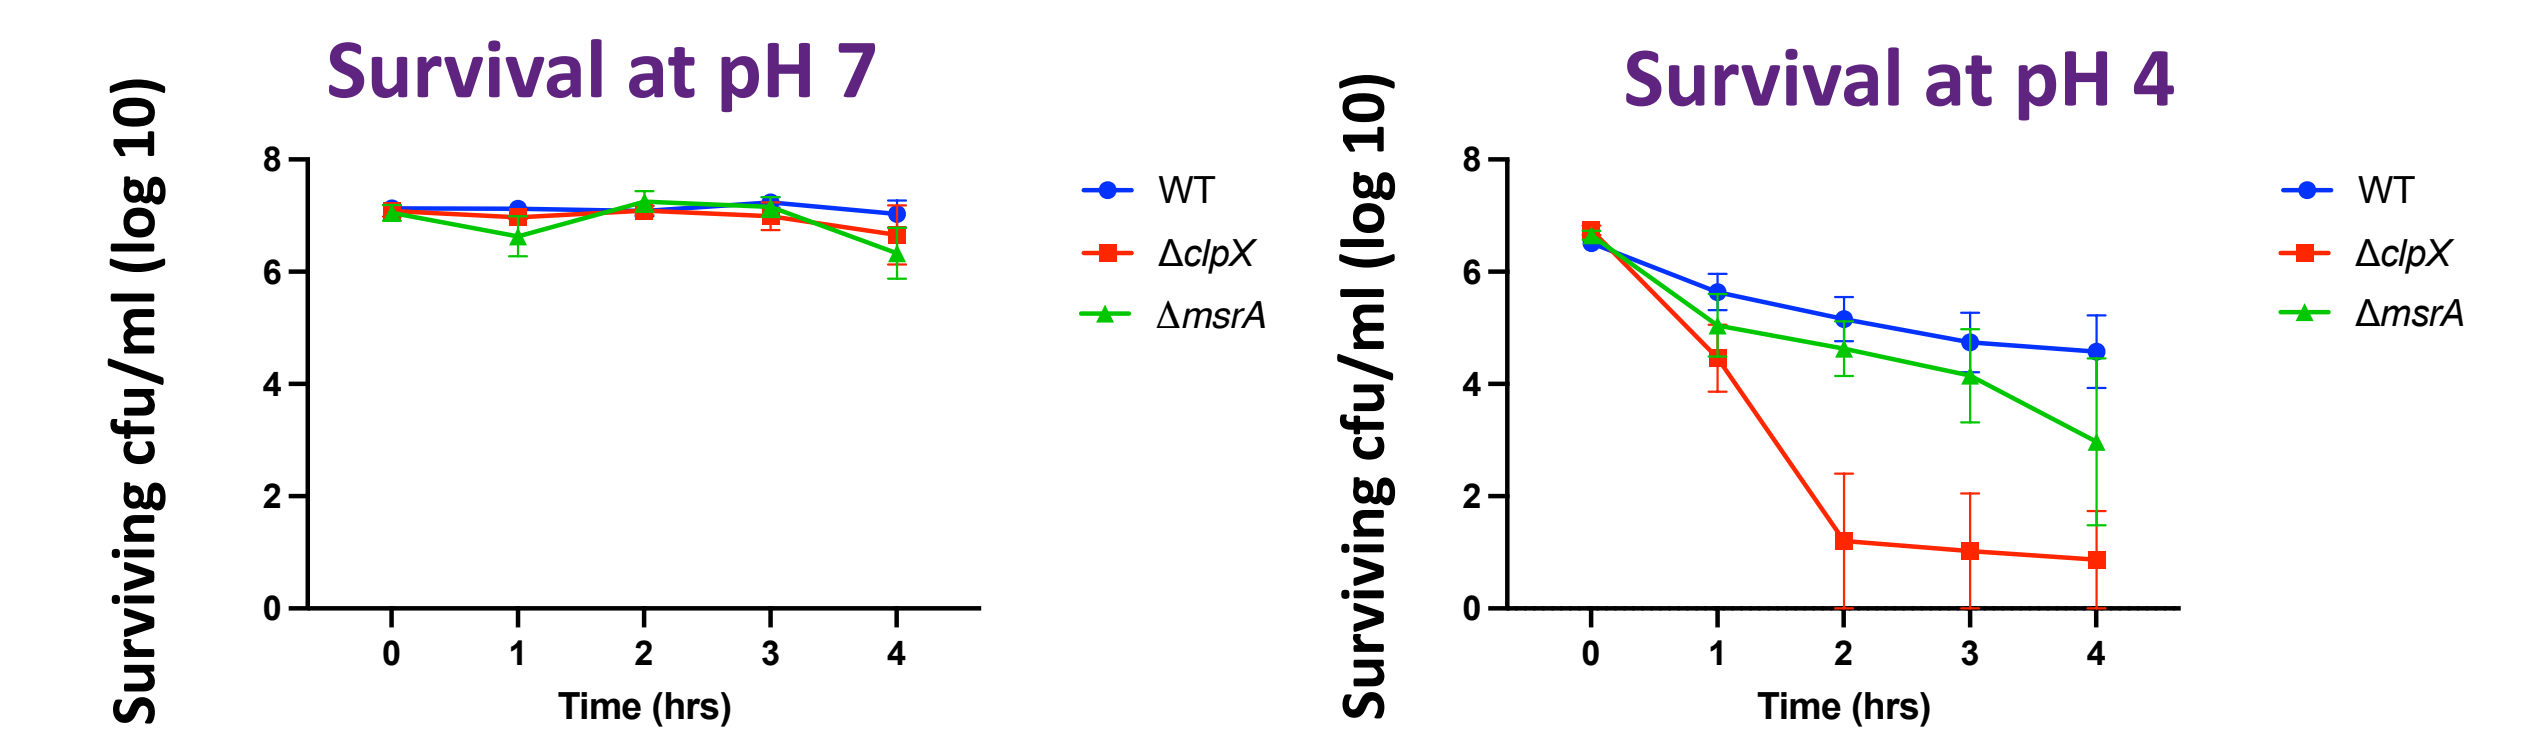 Survival at pH 7
Surviving cfu/ml (log 10)
8
6
4
2
0
0 1 2 3 4
Time (hrs)
WT
ΔclpX
ΔmsrA
Survival at pH 4
Surviving cfu/ml (log 10)
8
6
4
2
0
0 1 2 3 4
Time (hrs)
WT
ΔclpX
ΔmsrA